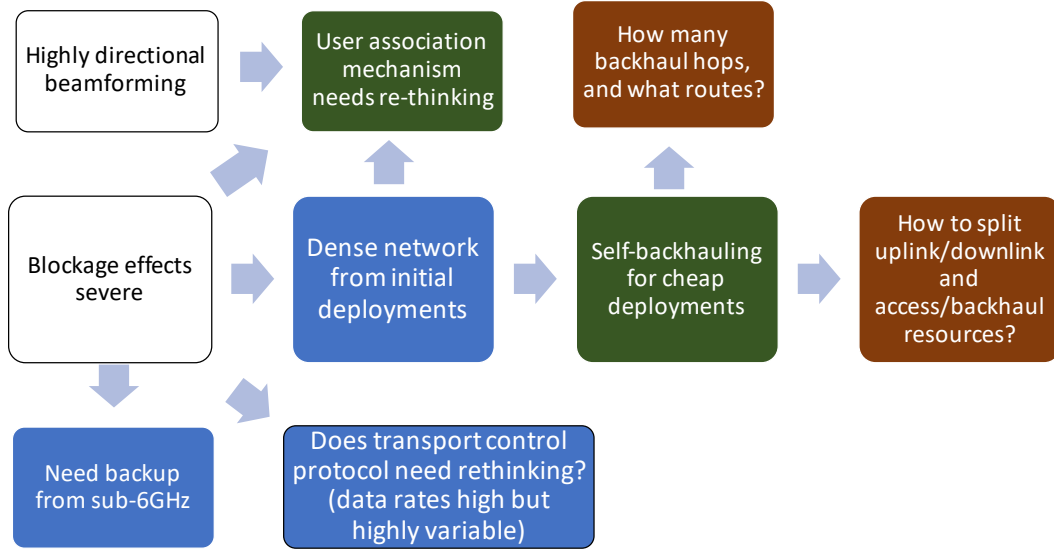 Highly directional
beamforming
User association
mechanism
needs re-thinking
How many
backhaul hops,
and what routes?
Blockage effects
severe
Dense network
from initial
deployments
Self-backhauling
for cheap
deployments
How to split
uplink/downlink
and
access/backhaul
resources?
Need backup
from sub-6GHz
Does transport control
protocol need rethinking?
(data rates high but
highly variable)